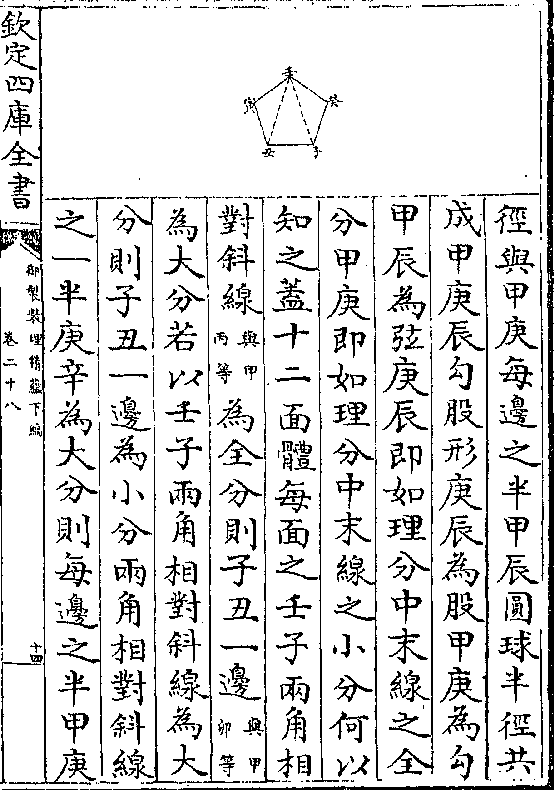 徑與甲庚每邊之半甲辰圓球半徑共
成甲庚辰勾股形庚辰為股甲庚為勾
甲辰為弦庚辰即如理分中末線之全
分甲庚即如理分中末線之小分何以
知之蓋十二面體每面之壬子兩角相
對斜線與甲丙等為全分則子丑一邊與甲卯等
為大分若以壬子兩角相對斜線為大
分則子丑一邊為小分兩角相對斜線
之一半庚辛為大分則每邊之半甲庚
壬
癸
寅
丑
子
欽定四庫全書
御製數理精蘊下編
卷二十八
十四